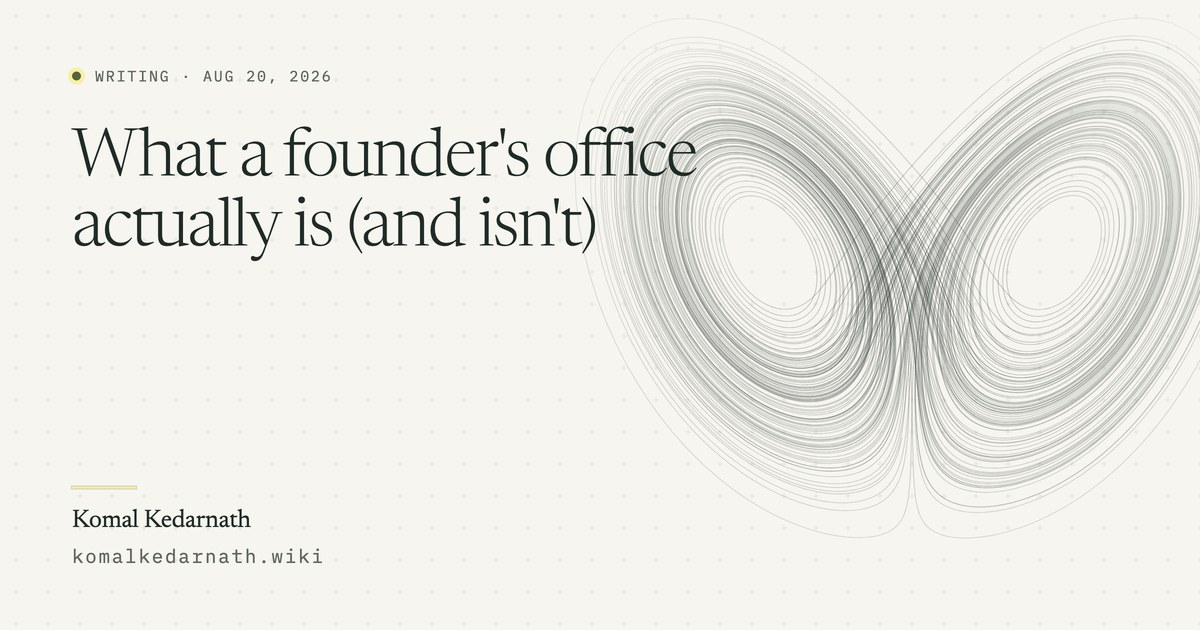 WRITING · AUG 20, 2026
What a founder's office
actually is (and isn't)
Komal Kedarnath
komalkedarnath.wiki